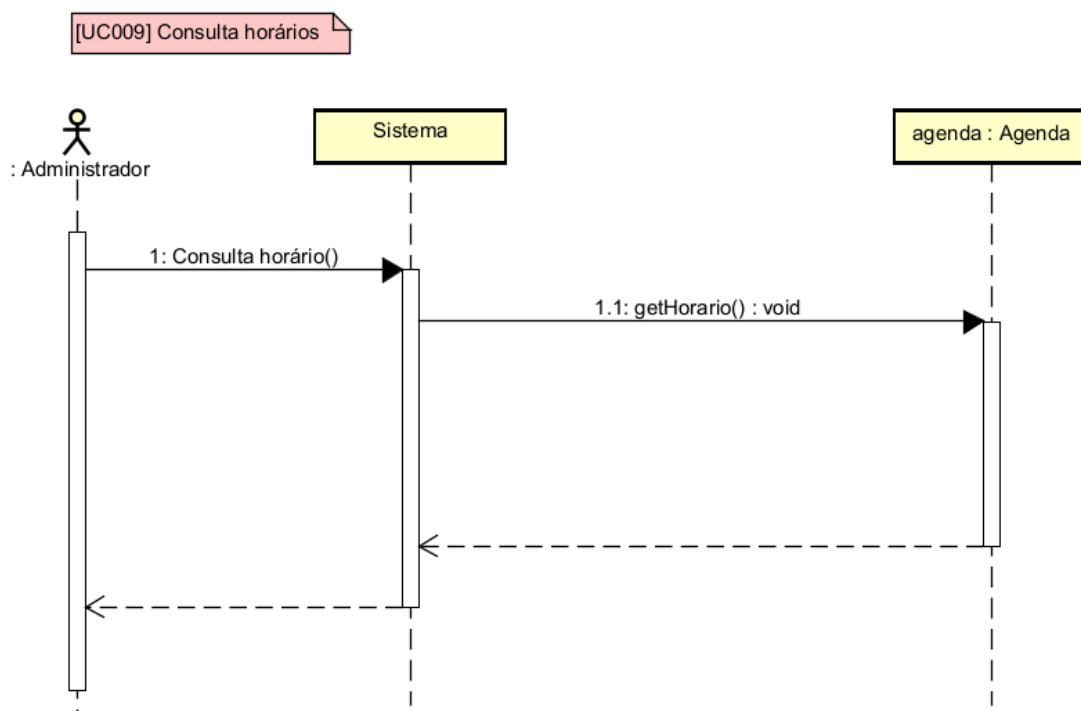 [UC009] Consulta horários
: Administrador
Sistema
agenda : Agenda
1: Consulta horário()
1.1: getHorario() : void